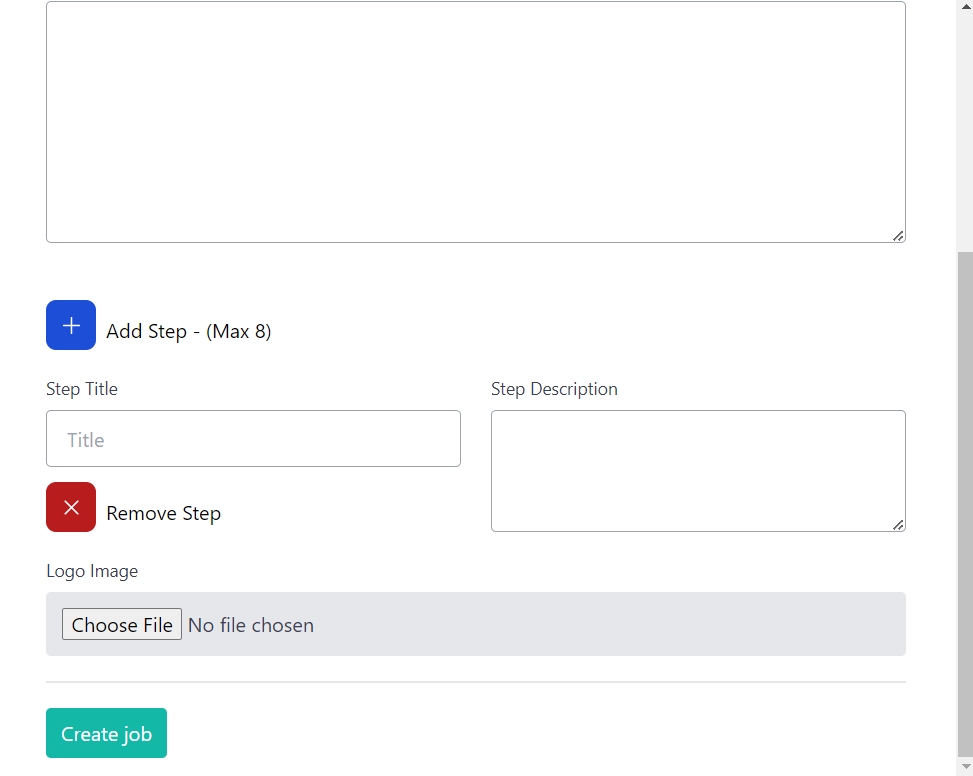 Add Step - (Max 8)
Step Title
Step Description
Title
Remove Step
Logo Image
Choose File No file chosen
Create job